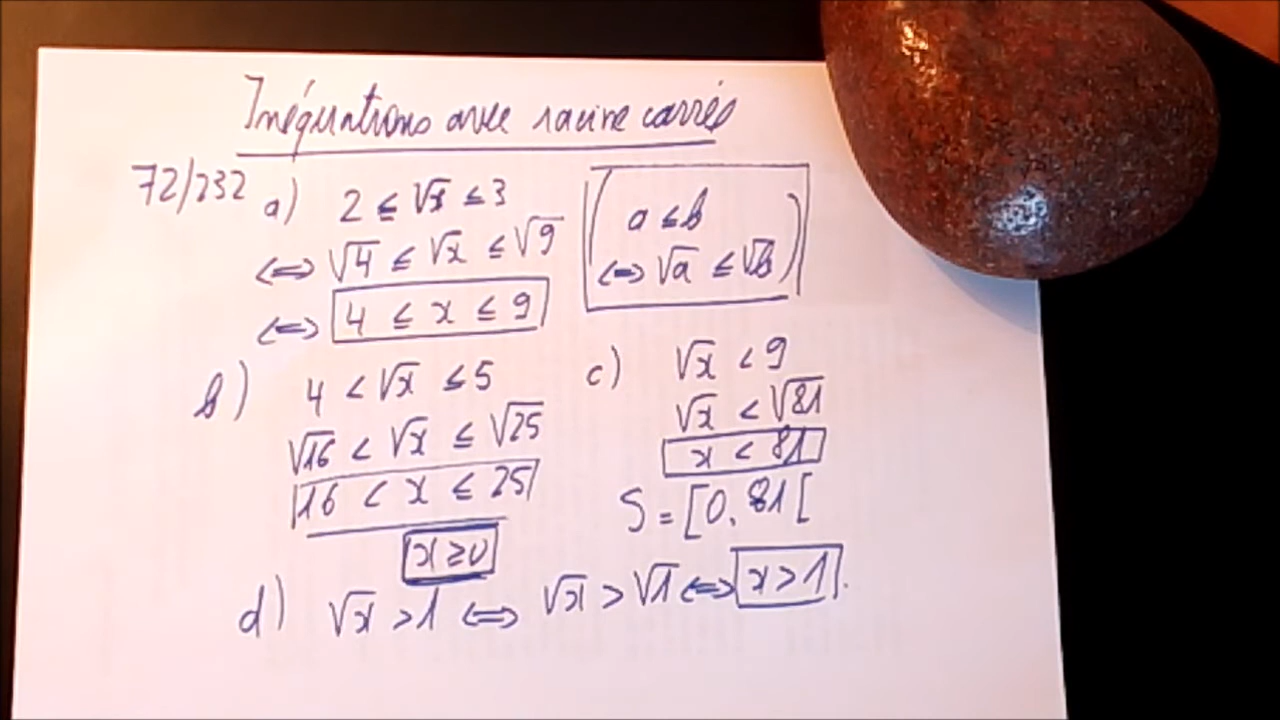 Inéquations avec racine carrés
72/232 a) 2 ≤ √x ≤ 3
⟺ √4 ≤ √x ≤ √9
⟺ 4 ≤ x ≤ 9
a ≤ b
⟺ √a ≤ √b
b) 4 < √x ≤ 5
√16 < √x ≤ √25
16 < x ≤ 25
x ≥ 0
c) √x < 9
√x < √81
x < 81
S = [0, 81[
d) √x > 1 ⟺ √x > √1 ⟺ x > 1.